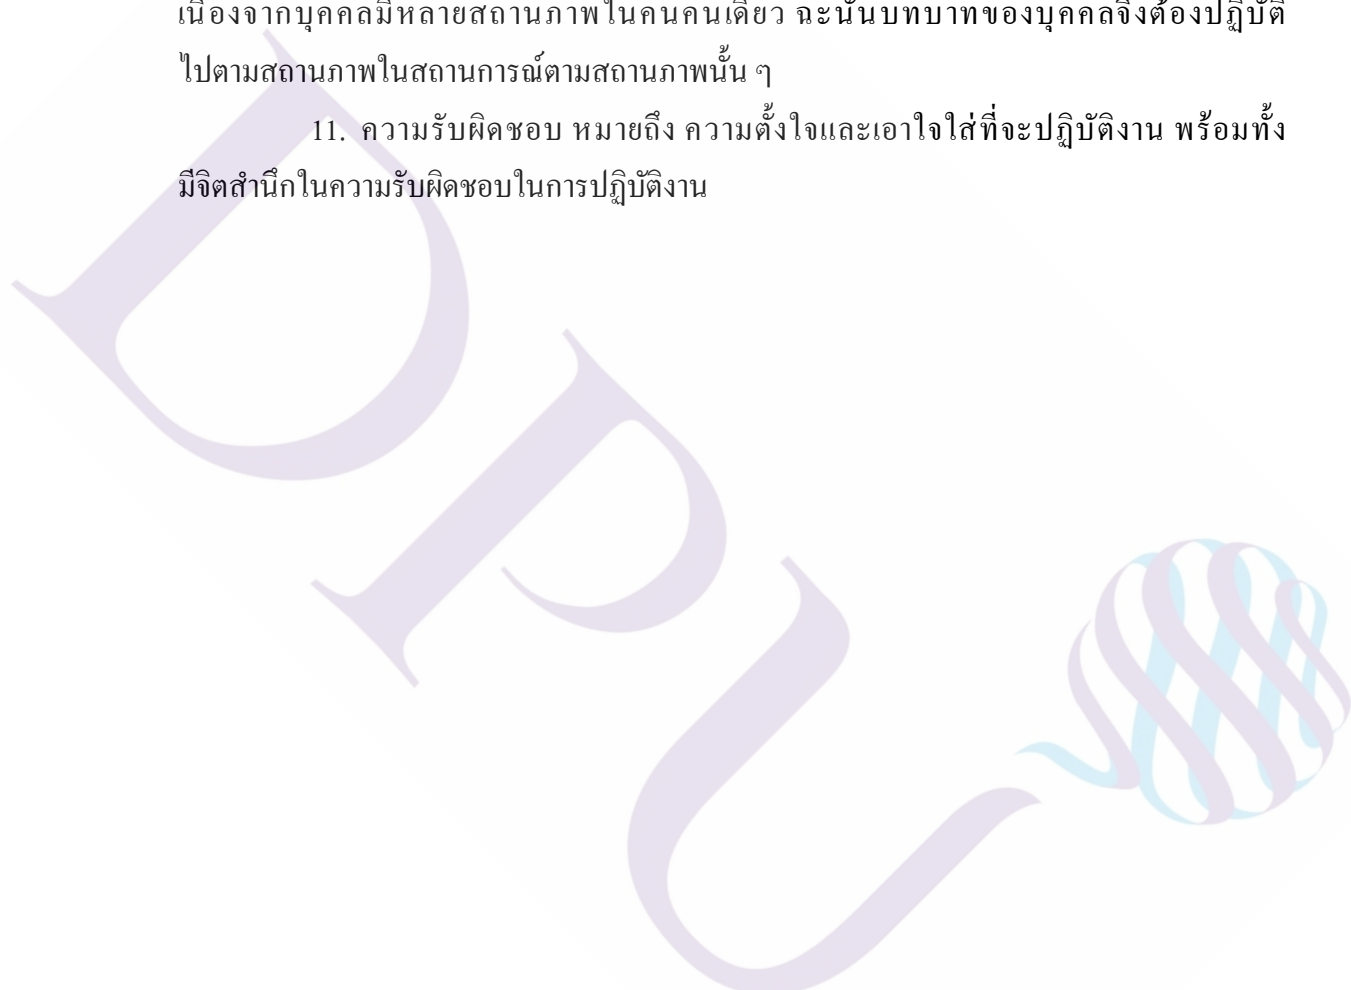 เนื่องจากบุคคลมีหลายสถานภาพในคนคนเดียว ฉะนั้นบทบาทของบุคคลจึงต้องปฏิบัติ
ไปตามสถานภาพในสถานการณ์ตามสถานภาพนั้น ๆ
11. ความรับผิดชอบ หมายถึง ความตั้งใจและเอาใจใส่ที่จะปฏิบัติงาน พร้อมทั้ง
มีจิตสำนึกในความรับผิดชอบในการปฏิบัติงาน
DPU